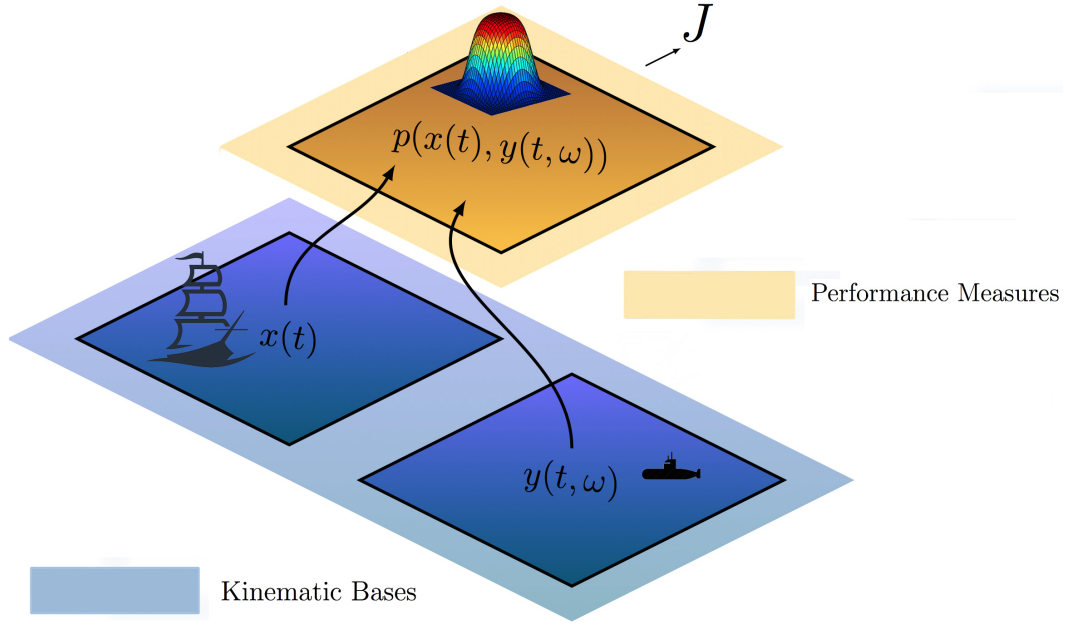 J
p(x(t), y(t, ω))
Performance Measures
x(t)
y(t, ω)
Kinematic Bases